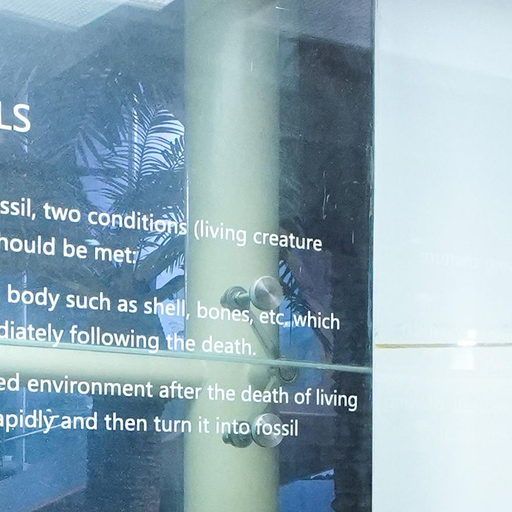 LS
ssil, two conditions (living creature
hould be met:
body such as shell, bones, etc. which
diately following the death.
ed environment after the death of living
apidly and then turn it into fossil